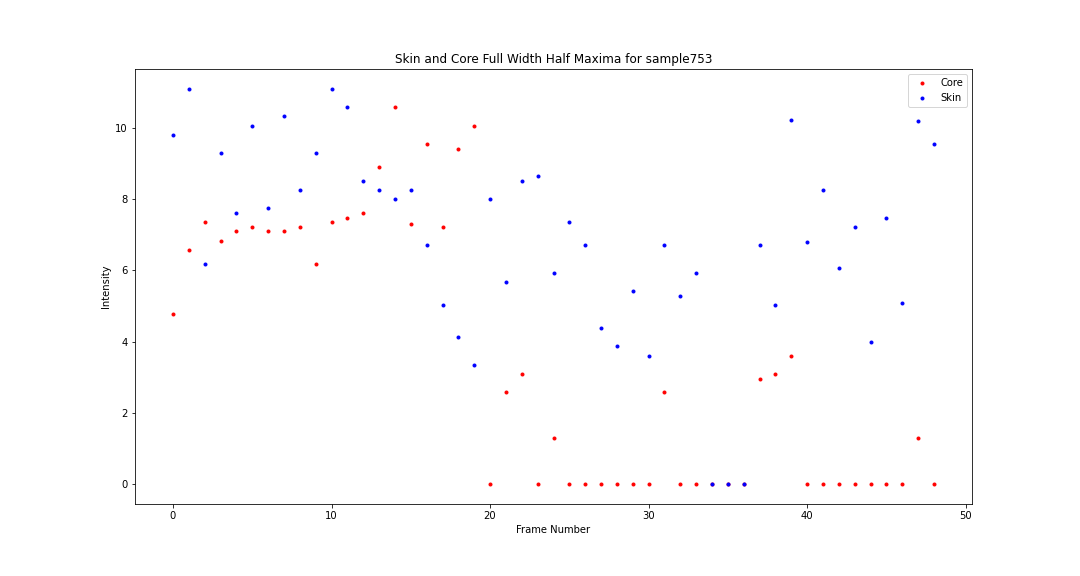 Skin and Core Full Width Half Maxima for sample753
Core
Skin
Intensity
10
8
6
4
2
0
0 10 20 30 40 50
Frame Number